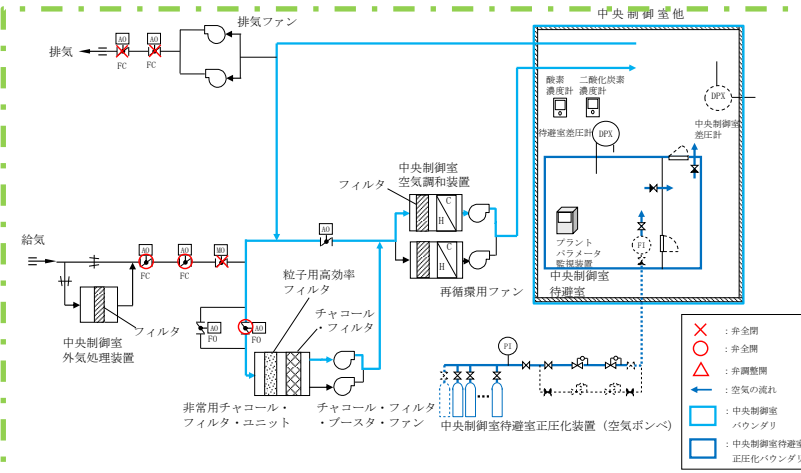 排気ファン
中央制御室他
AO
AO
排気
FC
FC
酸素
濃度計
二酸化炭素
濃度計
DPX
待避室差圧計
DPX
中央制御室
差圧計
中央制御室
空気調和装置
フィルタ
C
H
C
H
再循環用ファン
AO
給気
AO
AO
MO
FC
FC
フィルタ
中央制御室
外気処理装置
粒子用高効率
フィルタ
チャコール
・フィルタ
AO
FO
AO
FO
非常用チャコール・
フィルタ・ユニット
チャコール・フィルタ
・ブースタ・ファン
プラント
パラメータ
監視装置
FI
中央制御室
待避室
PI
中央制御室待避室正圧化装置（空気ボンベ）
：弁全閉
：弁全開
：弁調整開
：空気の流れ
：中央制御室
バウンダリ
：中央制御室待避室
正圧化バウンダリ